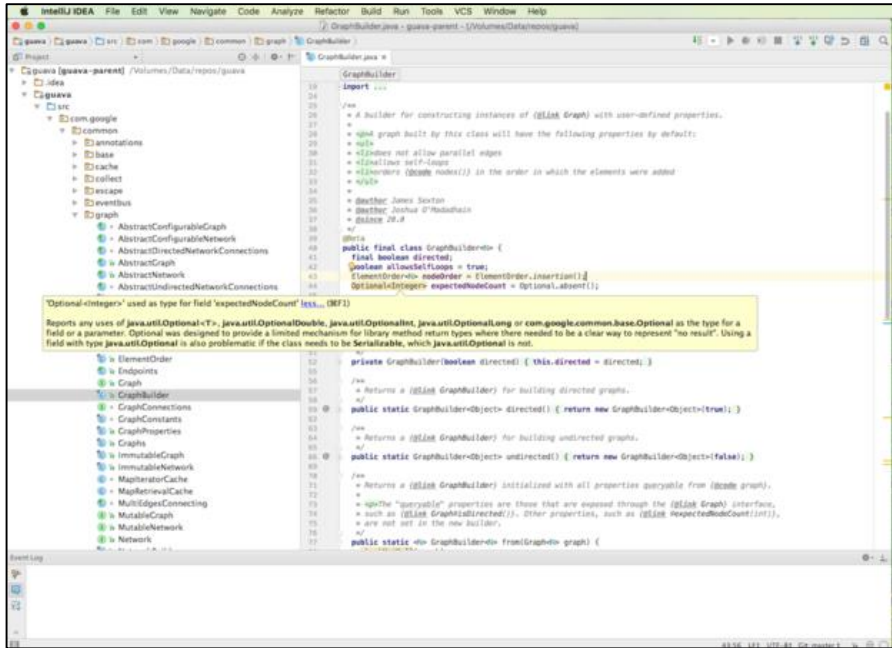 IntelliJ IDEA File Edit View Navigate Code Analyze Refactor Build Run Tools VCS Window Help
GraphBuilder.java - guava-parent - [/Volumes/Data/repos/guava]
guava guava src com google common graph GraphBuilder
Project
GraphBuilder.java
guava [guava-parent] /Volumes/Data/repos/guava
.idea
guava
src
com.google
common
annotations
base
cache
collect
escape
eventbus
graph
AbstractConfigurableGraph
AbstractConfigurableNetwork
AbstractDirectedNetworkConnections
AbstractGraph
AbstractNetwork
AbstractUndirectedNetworkConnections
GraphBuilder
import ...
/**
* A builder for constructing instances of {@link Graph} with user-defined properties.
*
* <p>A graph built by this class will have the following properties by default:
* <ul>
* <li>does not allow parallel edges
* <li>allows self-loops
* <li>orders {@code nodes()} in the order in which the elements were added
* </ul>
*
* @author James Sexton
* @author Joshua O'Madadhain
* @since 20.0
*/
@Beta
public final class GraphBuilder<N> {
final boolean directed;
boolean allowsSelfLoops = true;
ElementOrder<N> nodeOrder = ElementOrder.insertion();
Optional<Integer> expectedNodeCount = Optional.absent();
'Optional<Integer>' used as type for field 'expectedNodeCount' less... (⌘F1)
Reports any uses of java.util.Optional<T>, java.util.OptionalDouble, java.util.OptionalInt, java.util.OptionalLong or com.google.common.base.Optional as the type for a
field or a parameter. Optional was designed to provide a limited mechanism for library method return types where there needed to be a clear way to represent "no result". Using a
field with type java.util.Optional is also problematic if the class needs to be Serializable, which java.util.Optional is not.
ElementOrder
Endpoints
Graph
GraphBuilder
GraphConnections
GraphConstants
GraphProperties
Graphs
ImmutableGraph
ImmutableNetwork
MapIteratorCache
MapRetrievalCache
MultiEdgesConnecting
MutableGraph
MutableNetwork
Network
private GraphBuilder(boolean directed) { this.directed = directed; }
/**
* Returns a {@link GraphBuilder} for building directed graphs.
*/
public static GraphBuilder<Object> directed() { return new GraphBuilder<Object>(true); }
/**
* Returns a {@link GraphBuilder} for building undirected graphs.
*/
public static GraphBuilder<Object> undirected() { return new GraphBuilder<Object>(false); }
/**
* Returns a {@link GraphBuilder} initialized with all properties queryable from {@code graph}.
*
* <p>The "queryable" properties are those that are exposed through the {@link Graph} interface,
* such as {@link Graph#isDirected()}. Other properties, such as {@link #expectedNodeCount(int)},
* are not set in the new builder.
*/
public static <N> GraphBuilder<N> from(Graph<N> graph) {
Event Log
43:56 LF‡ UTF-8‡ Git: master‡